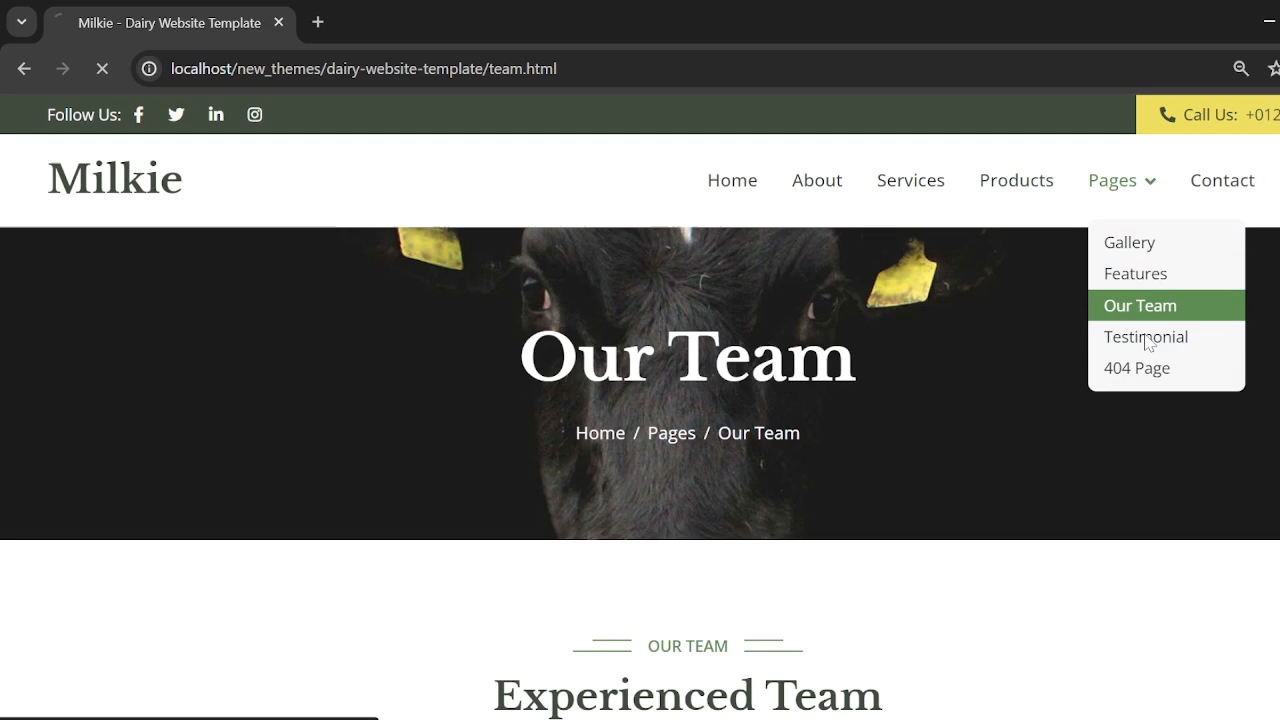 Milkie - Dairy Website Template
localhost/new_themes/dairy-website-template/team.html
Follow Us:
Call Us: +012
Milkie
Home About Services Products Pages Contact
Gallery
Features
Our Team
Testimonial
404 Page
Our Team
Home / Pages / Our Team
OUR TEAM
Experienced Team